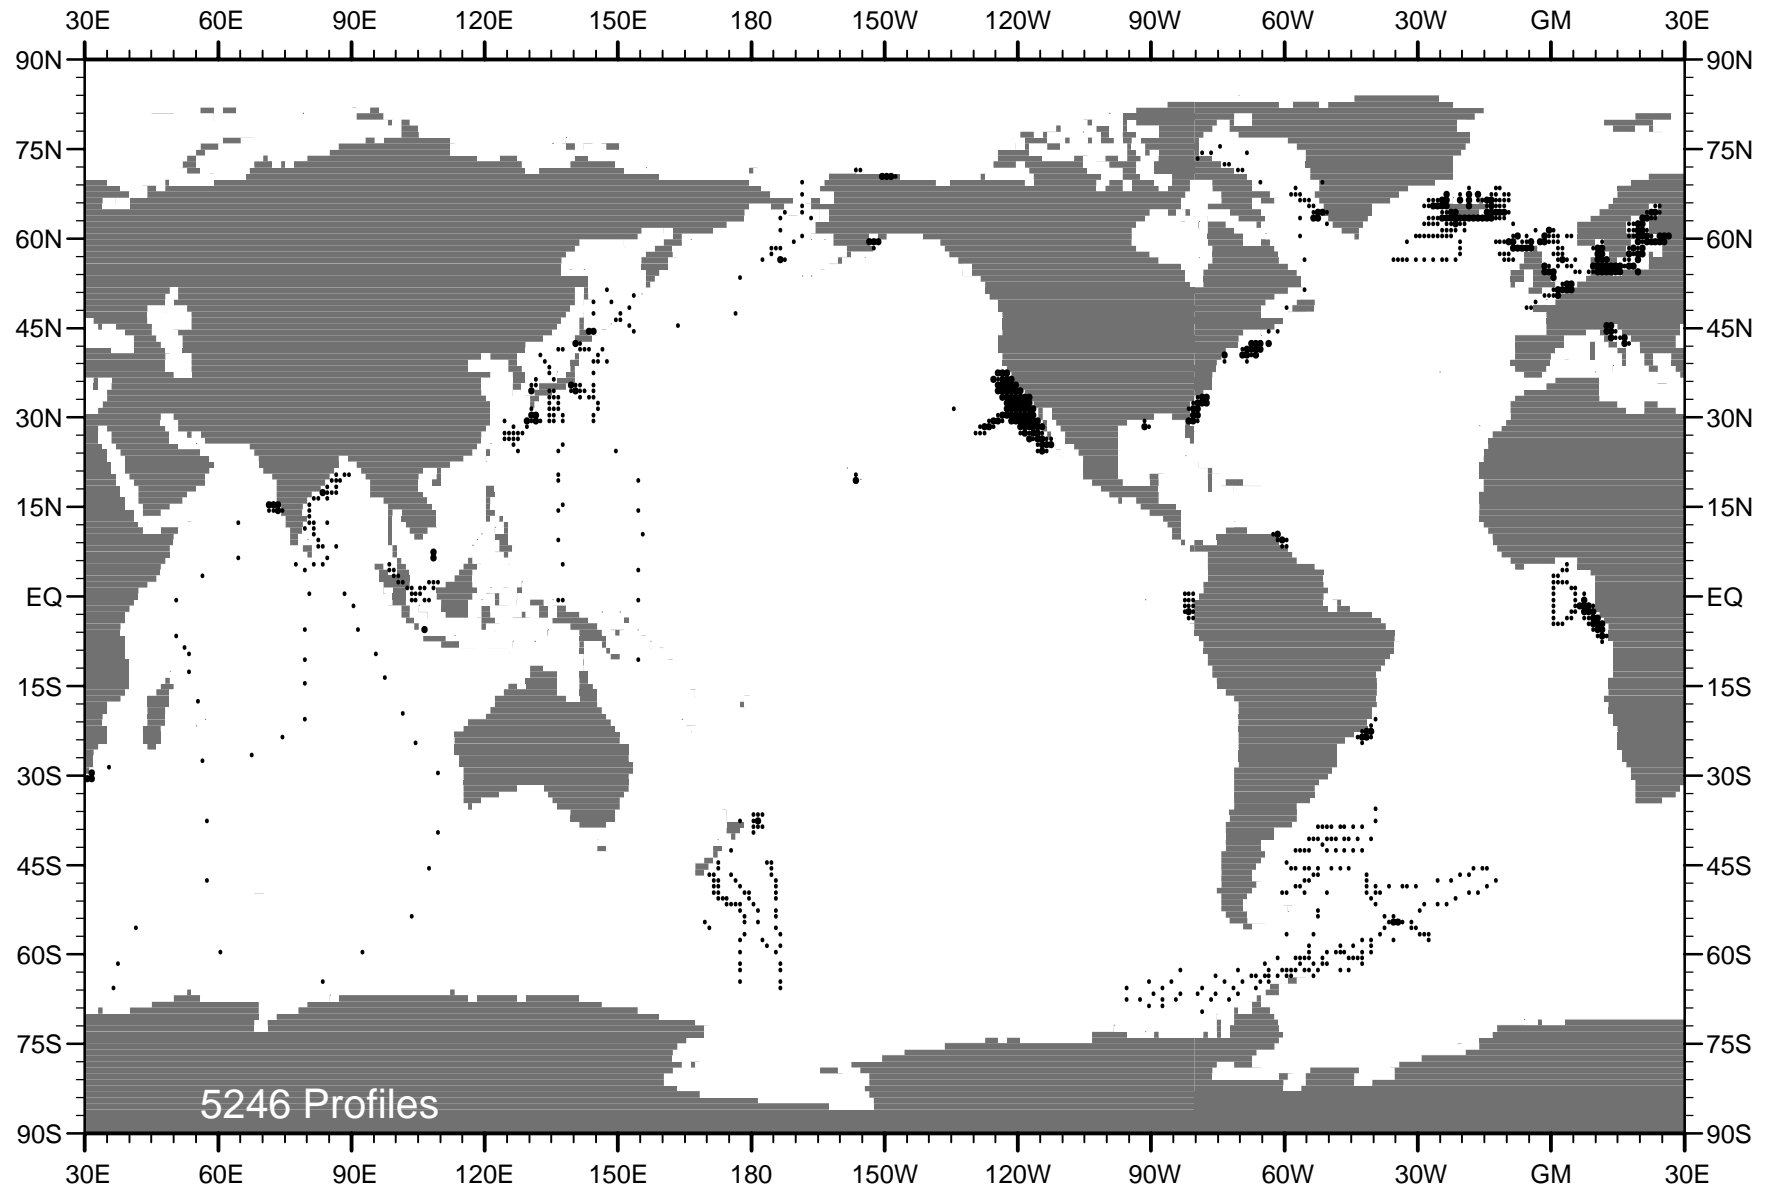 30E 60E 90E 120E 150E 180 150W 120W 90W 60W 30W GM 30E
90N 90N
75N 75N
60N 60N
45N 45N
30N 30N
15N 15N
EQ EQ
15S 15S
30S 30S
45S 45S
60S 60S
75S 75S
5246 Profiles
90S 90S
30E 60E 90E 120E 150E 180 150W 120W 90W 60W 30W GM 30E